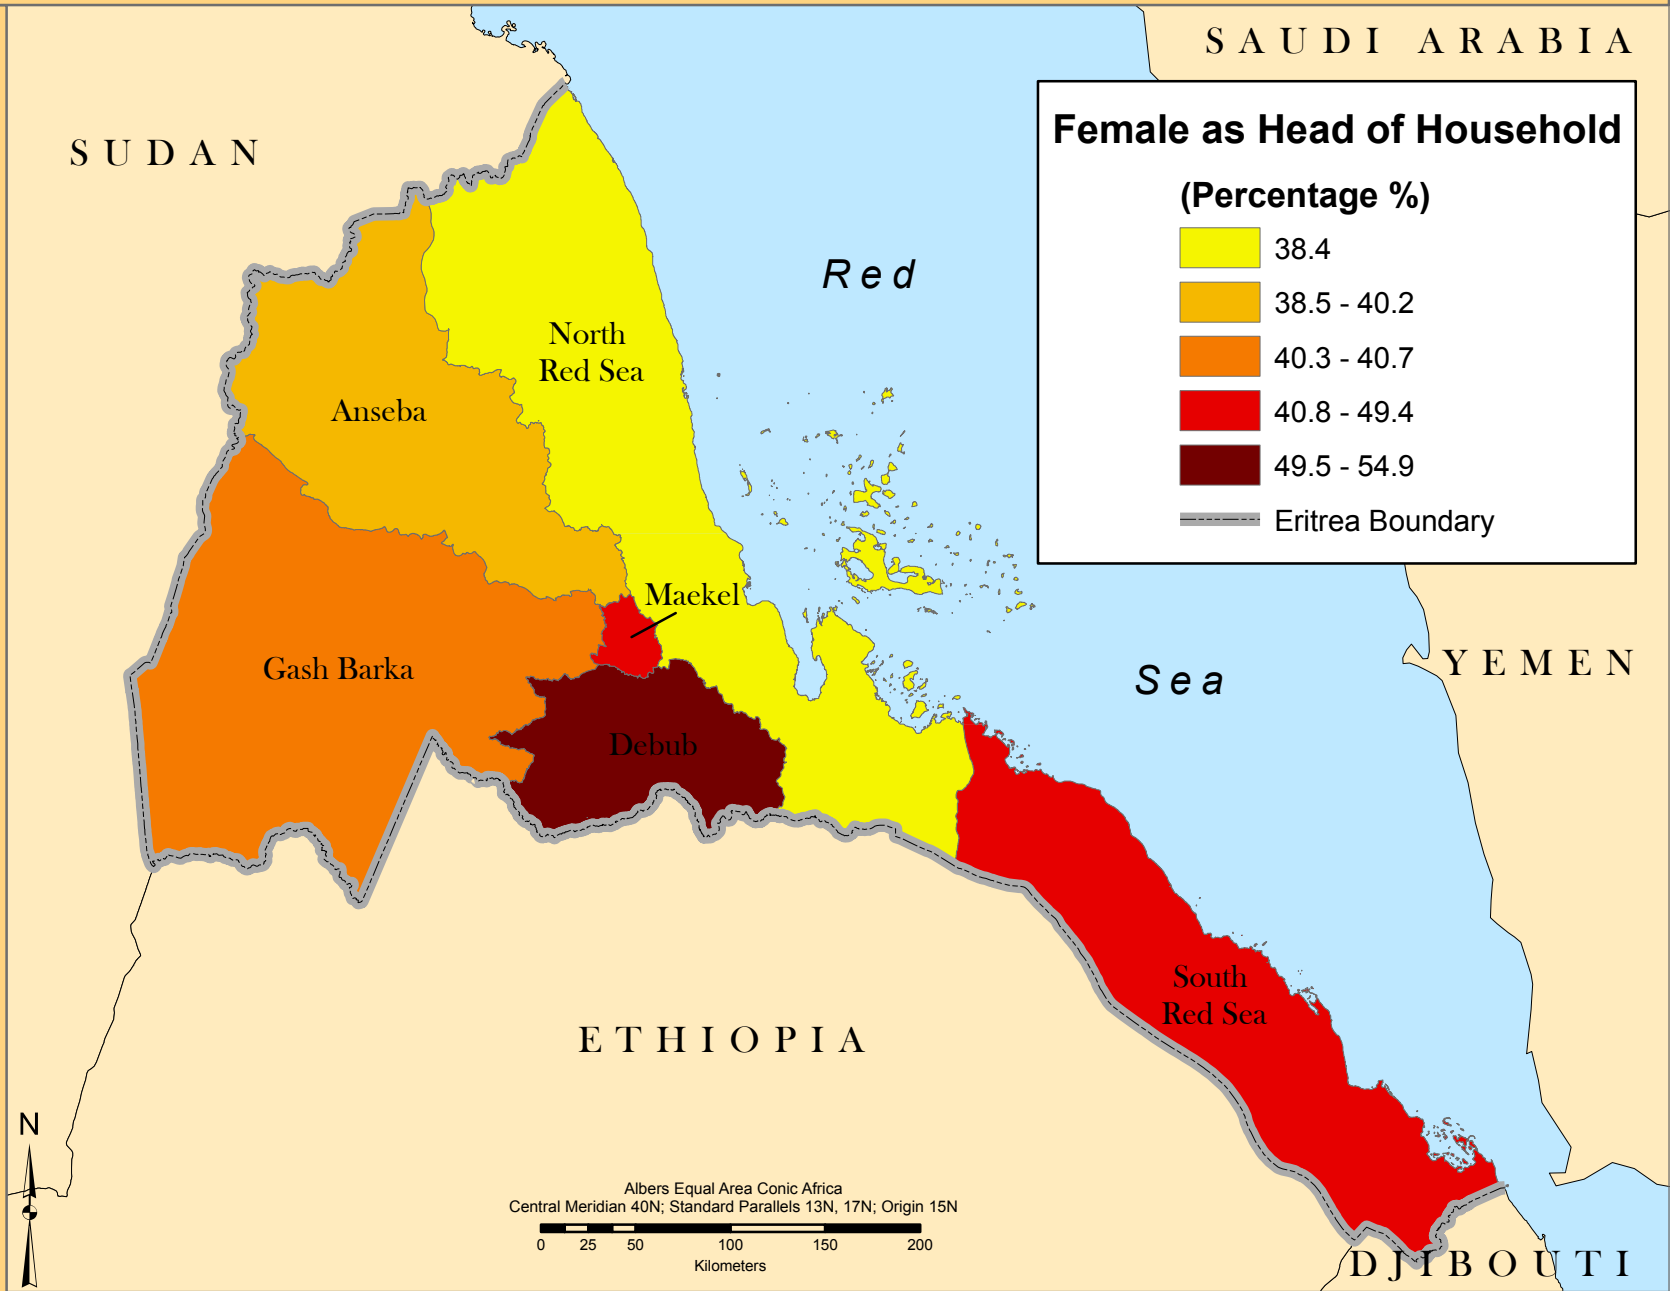 SAUDI ARABIA
Female as Head of Household
(Percentage %)
38.4
38.5 - 40.2
40.3 - 40.7
40.8 - 49.4
49.5 - 54.9
Eritrea Boundary
SUDAN
Red
North
Red Sea
Anseba
Maekel
Gash Barka
YEMEN
Sea
Debub
South
Red Sea
ETHIOPIA
N
Albers Equal Area Conic Africa
Central Meridian 40N; Standard Parallels 13N, 17N; Origin 15N
0 25 50 100 150 200
Kilometers
DJIBOUTI